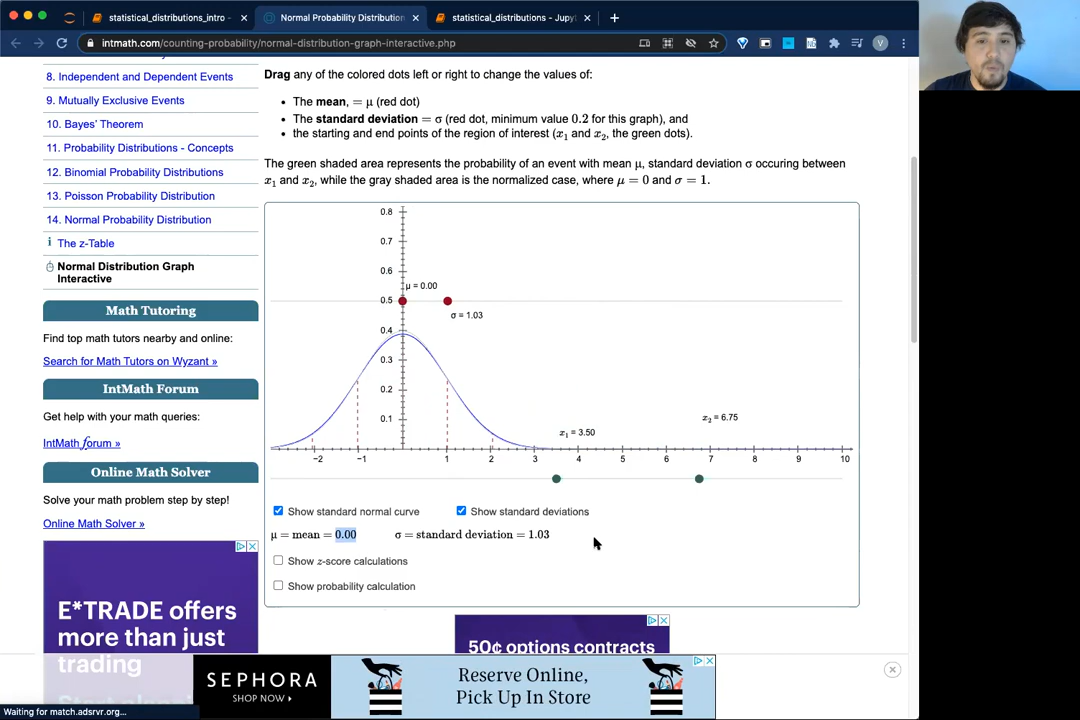 statistical_distributions_intro -
Normal Probability Distribution
statistical_distributions - Jupyt
intmath.com/counting-probability/normal-distribution-graph-interactive.php
V
8. Independent and Dependent Events
9. Mutually Exclusive Events
10. Bayes' Theorem
11. Probability Distributions - Concepts
12. Binomial Probability Distributions
13. Poisson Probability Distribution
14. Normal Probability Distribution
i The z-Table
Normal Distribution Graph
Interactive
Math Tutoring
Find top math tutors nearby and online:
Search for Math Tutors on Wyzant »
IntMath Forum
Get help with your math queries:
IntMath forum »
Online Math Solver
Solve your math problem step by step!
Online Math Solver »
E*TRADE offers
more than just
trading
Drag any of the colored dots left or right to change the values of:
• The mean, = μ (red dot)
• The standard deviation = σ (red dot, minimum value 0.2 for this graph), and
• the starting and end points of the region of interest (x₁ and x₂, the green dots).
The green shaded area represents the probability of an event with mean μ, standard deviation σ occuring between
x₁ and x₂, while the gray shaded area is the normalized case, where μ = 0 and σ = 1.
0.8
0.7
0.6
μ = 0.00
0.5
σ = 1.03
0.4
0.3
0.2
0.1
x₂ = 6.75
x₁ = 3.50
−2 −1 1 2 3 4 5 6 7 8 9 10
Show standard normal curve Show standard deviations
μ = mean = 0.00 σ = standard deviation = 1.03
Show z-score calculations
Show probability calculation
50¢ options contracts
SEPHORA
SHOP NOW
Reserve Online,
Pick Up In Store
Waiting for match.adsrvr.org...